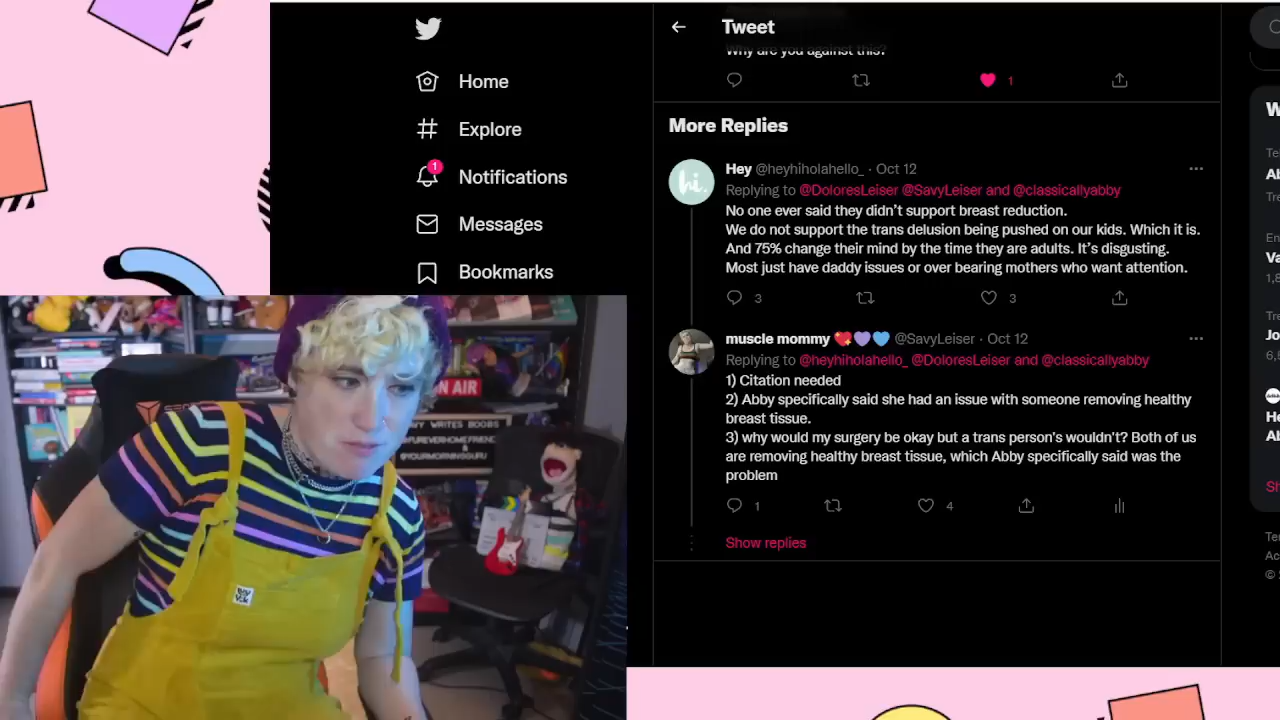 Tweet
Why are you against this?
1
Home
Explore
1
Notifications
Messages
Bookmarks
More Replies
Hey @heyhiholahello_ · Oct 12
Replying to @DoloresLeiser @SavyLeiser and @classicallyabby
No one ever said they didn’t support breast reduction.
We do not support the trans delusion being pushed on our kids. Which it is.
And 75% change their mind by the time they are adults. It’s disgusting.
Most just have daddy issues or over bearing mothers who want attention.
3
3
hi.
muscle mommy 💖💜💙 @SavyLeiser · Oct 12
Replying to @heyhiholahello_ @DoloresLeiser and @classicallyabby
1) Citation needed
2) Abby specifically said she had an issue with someone removing healthy
breast tissue.
3) why would my surgery be okay but a trans person's wouldn't? Both of us
are removing healthy breast tissue, which Abby specifically said was the
problem
1
4
Show replies
N AIR
WRITES BOOBS
@FUREVERHOMEFRIEND
@YOURMORNINGGURU